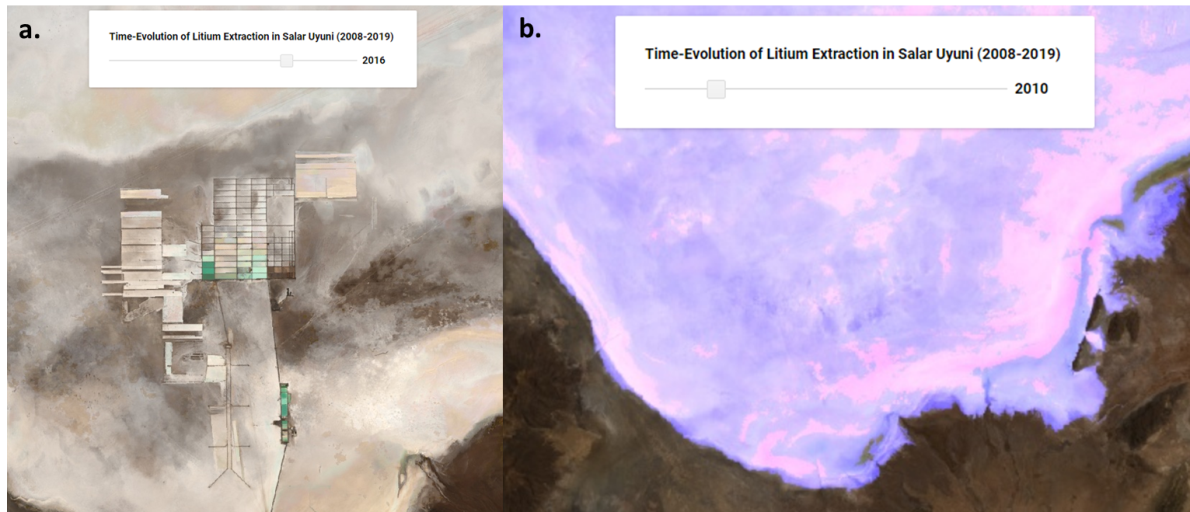 a.
Time-Evolution of Litium Extraction in Salar Uyuni (2008-2019)
2016
b.
Time-Evolution of Litium Extraction in Salar Uyuni (2008-2019)
2010